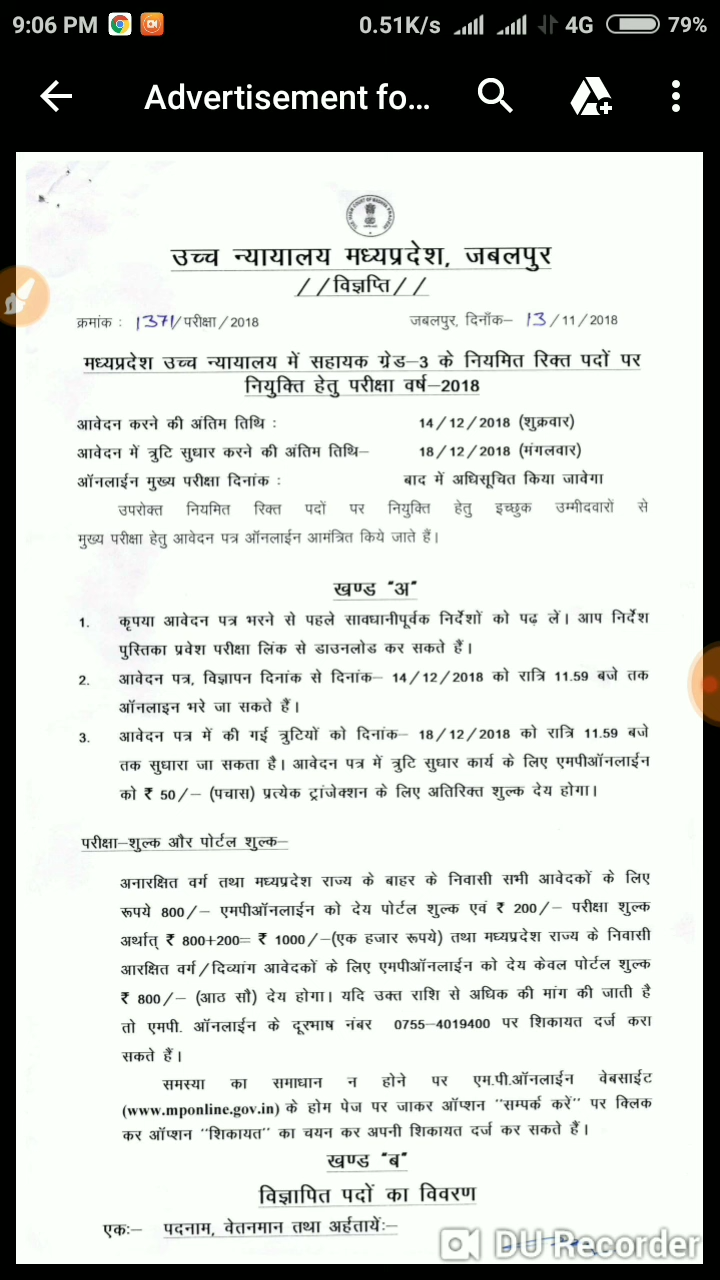 9:06 PM 0.51K/s 4G 79%
Advertisement fo...
उच्च न्यायालय मध्यप्रदेश, जबलपुर
//विज्ञप्ति//
क्रमांक : 1371/परीक्षा/2018 जबलपुर, दिनाँक– 13/11/2018
मध्यप्रदेश उच्च न्यायालय में सहायक ग्रेड–3 के नियमित रिक्त पदों पर
नियुक्ति हेतु परीक्षा वर्ष–2018
आवेदन करने की अंतिम तिथि : 14/12/2018 (शुक्रवार)
आवेदन में त्रुटि सुधार करने की अंतिम तिथि– 18/12/2018 (मंगलवार)
ऑनलाईन मुख्य परीक्षा दिनांक : बाद में अधिसूचित किया जावेगा
उपरोक्त नियमित रिक्त पदों पर नियुक्ति हेतु इच्छुक उम्मीदवारों से
मुख्य परीक्षा हेतु आवेदन पत्र ऑनलाईन आमंत्रित किये जाते हैं।
खण्ड "अ"
1. कृपया आवेदन पत्र भरने से पहले सावधानीपूर्वक निर्देशों को पढ़ लें। आप निर्देश
पुस्तिका प्रवेश परीक्षा लिंक से डाउनलोड कर सकते हैं।
2. आवेदन पत्र, विज्ञापन दिनांक से दिनांक– 14/12/2018 को रात्रि 11.59 बजे तक
ऑनलाइन भरे जा सकते हैं।
3. आवेदन पत्र में की गई त्रुटियों को दिनांक– 18/12/2018 को रात्रि 11.59 बजे
तक सुधारा जा सकता है। आवेदन पत्र में त्रुटि सुधार कार्य के लिए एमपीऑनलाईन
को ₹ 50/– (पचास) प्रत्येक ट्रांजेक्शन के लिए अतिरिक्त शुल्क देय होगा।
परीक्षा–शुल्क और पोर्टल शुल्क–
अनारक्षित वर्ग तथा मध्यप्रदेश राज्य के बाहर के निवासी सभी आवेदकों के लिए
रूपये 800/– एमपीऑनलाईन को देय पोर्टल शुल्क एवं ₹ 200/– परीक्षा शुल्क
अर्थात् ₹ 800+200= ₹ 1000/–(एक हजार रूपये) तथा मध्यप्रदेश राज्य के निवासी
आरक्षित वर्ग/दिव्यांग आवेदकों के लिए एमपीऑनलाईन को देय केवल पोर्टल शुल्क
₹ 800/– (आठ सौ) देय होगा। यदि उक्त राशि से अधिक की मांग की जाती है
तो एमपी. ऑनलाईन के दूरभाष नंबर 0755–4019400 पर शिकायत दर्ज करा
सकते हैं।
समस्या का समाधान न होने पर एम.पी.ऑनलाईन वेबसाईट
(www.mponline.gov.in) के होम पेज पर जाकर ऑप्शन "सम्पर्क करें" पर क्लिक
कर ऑप्शन "शिकायत" का चयन कर अपनी शिकायत दर्ज कर सकते हैं।
खण्ड "ब"
विज्ञापित पदों का विवरण
एकः– पदनाम, वेतनमान तथा अर्हतायेंः–
DU Recorder